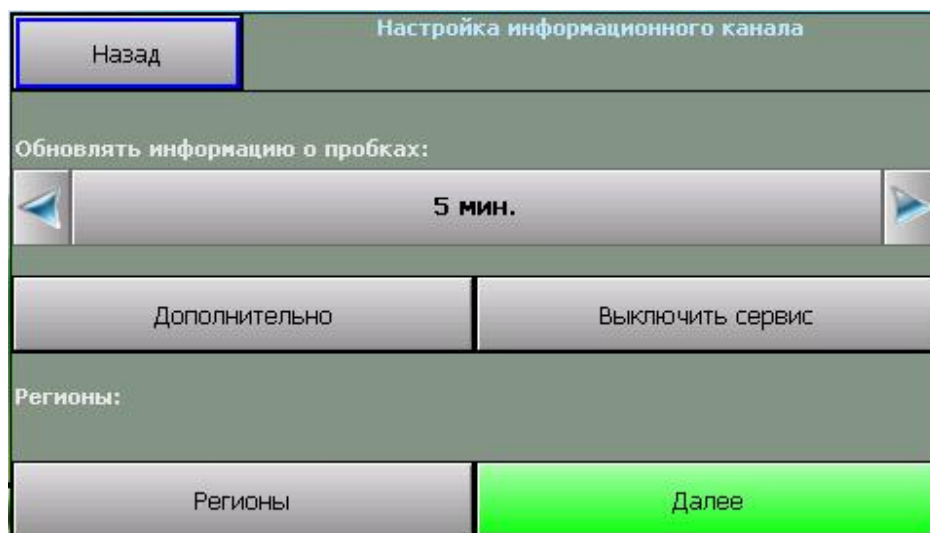 Назад
Настройка информационного канала
Обновлять информацию о пробках:
5 мин.
Дополнительно
Выключить сервис
Регионы:
Регионы
Далее